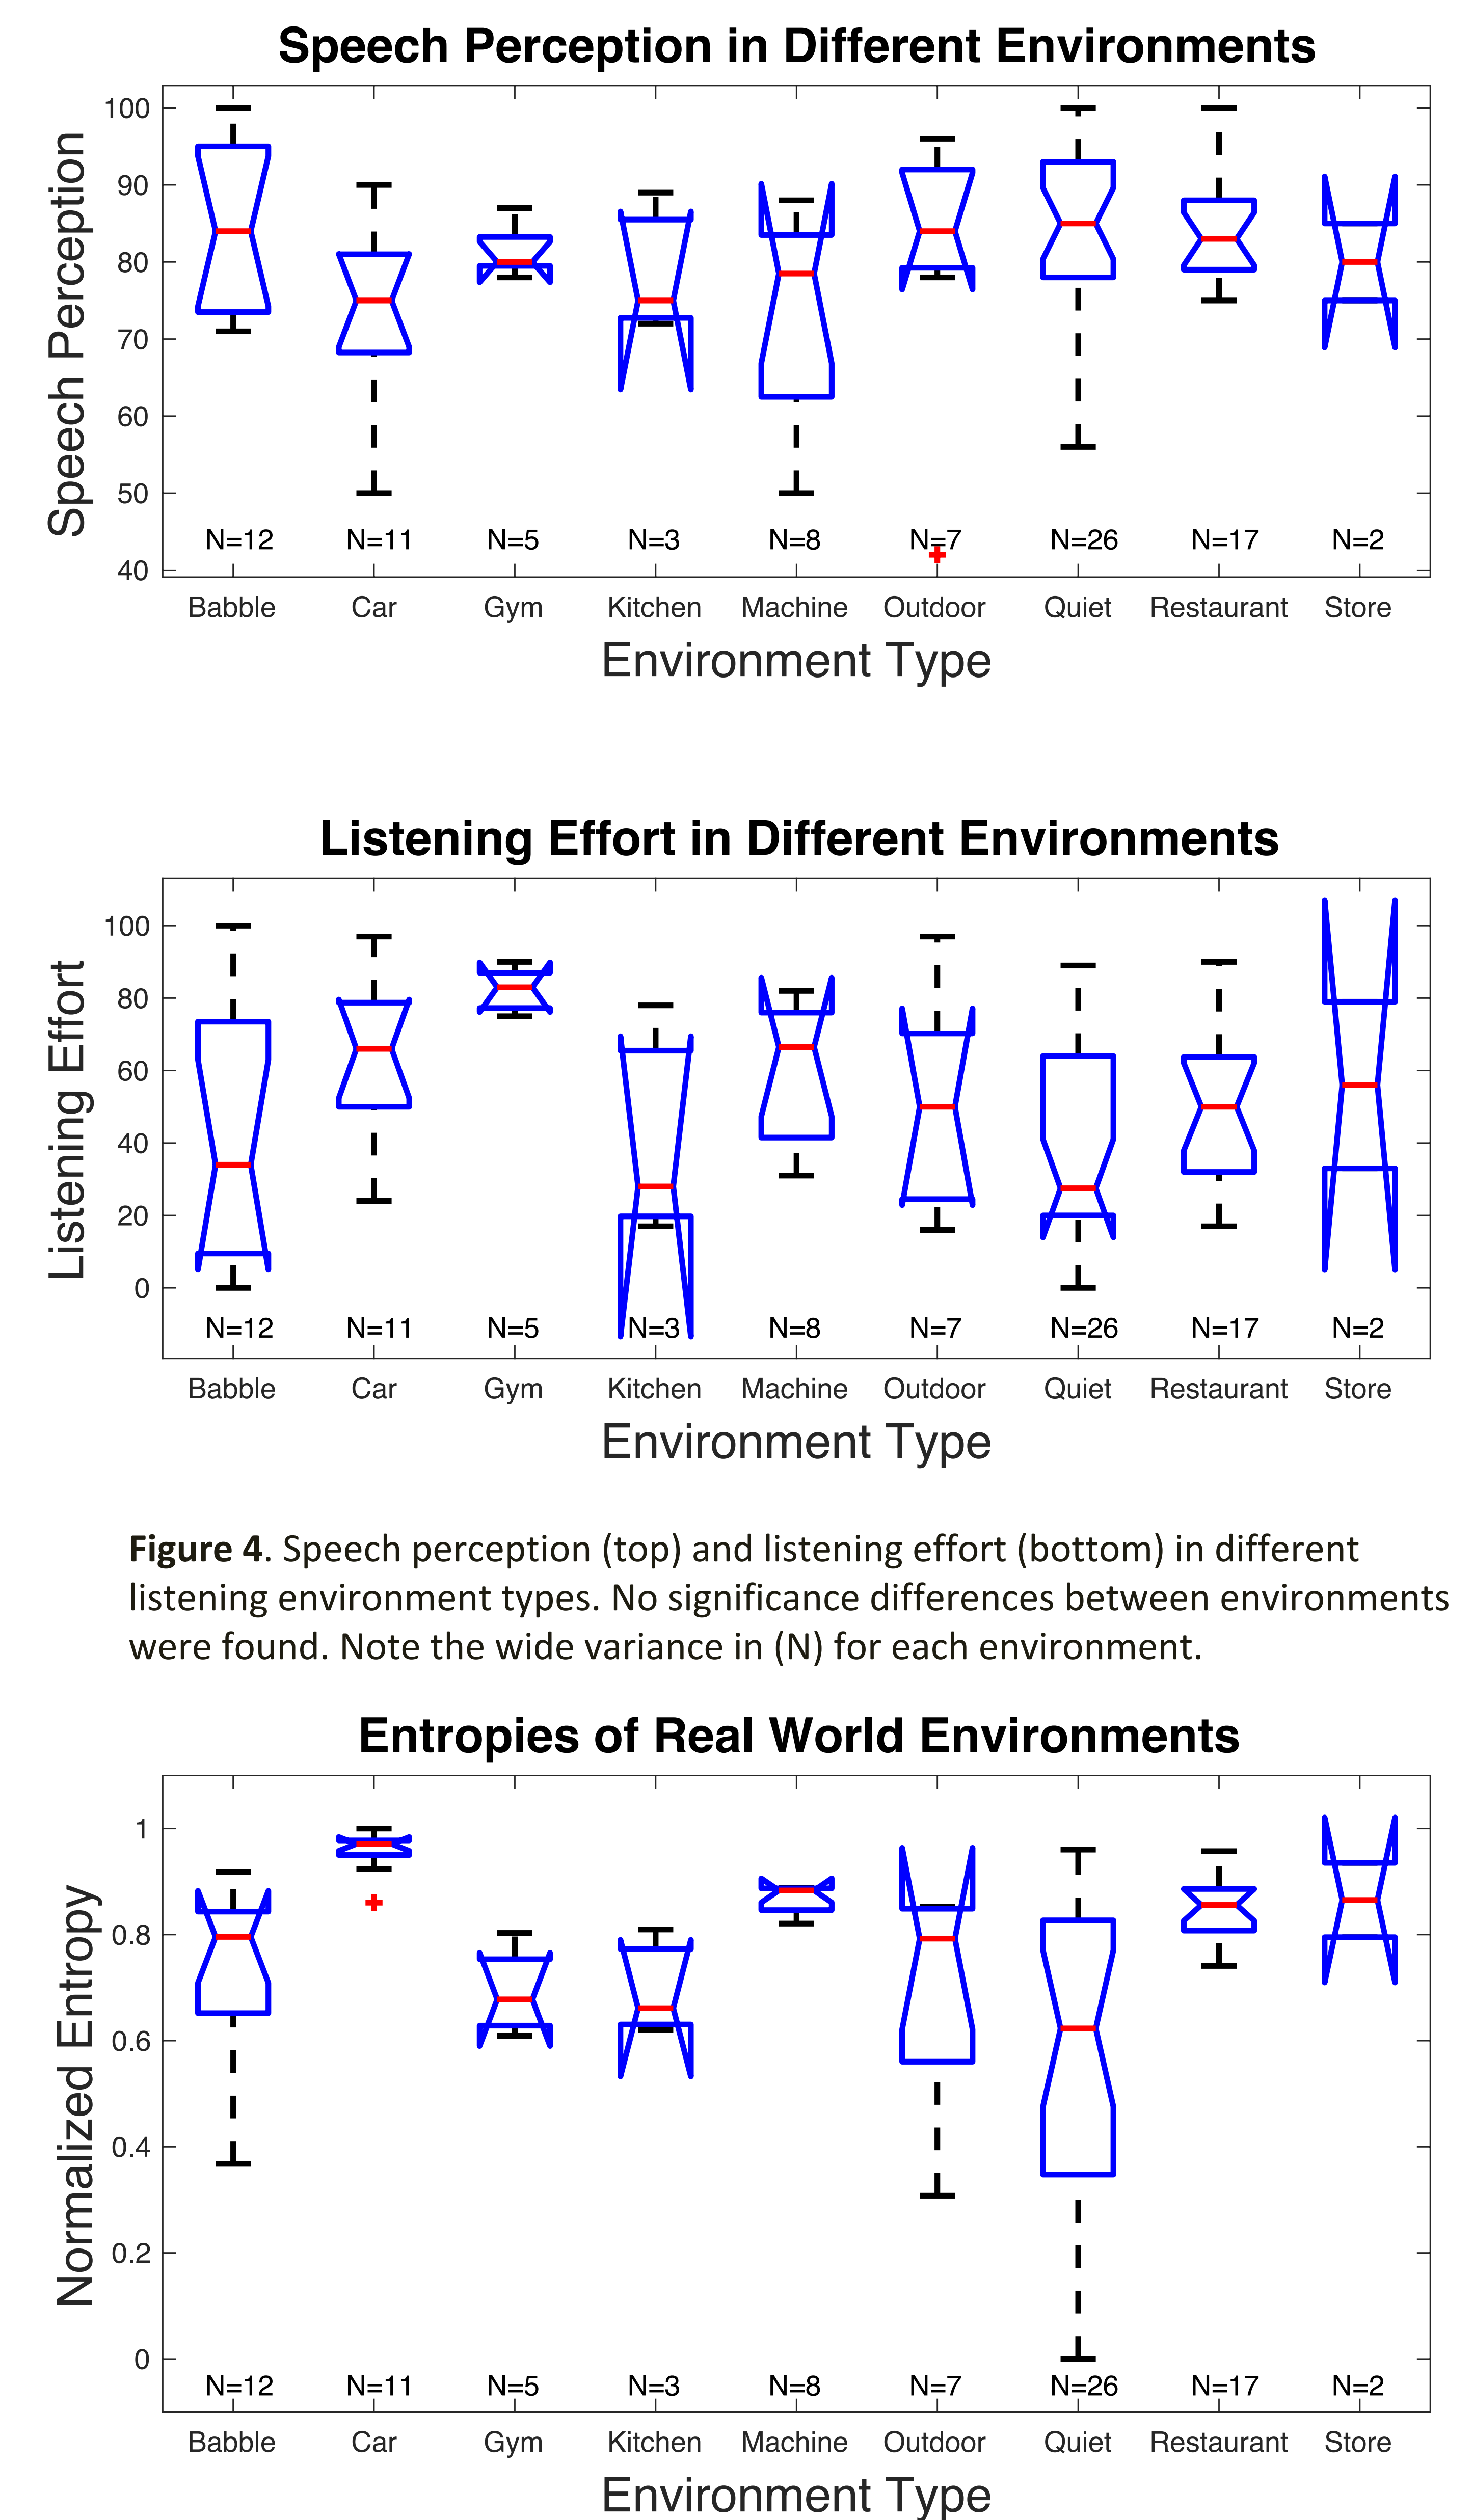 Speech Perception in Different Environments
Speech Perception
100
90
80
70
60
50
40
N=12 N=11 N=5 N=3 N=8 N=7 N=26 N=17 N=2
Babble Car Gym Kitchen Machine Outdoor Quiet Restaurant Store
Environment Type
Listening Effort in Different Environments
Listening Effort
100
80
60
40
20
0
N=12 N=11 N=5 N=3 N=8 N=7 N=26 N=17 N=2
Babble Car Gym Kitchen Machine Outdoor Quiet Restaurant Store
Environment Type
Figure 4. Speech perception (top) and listening effort (bottom) in different
listening environment types. No significance differences between environments
were found. Note the wide variance in (N) for each environment.
Entropies of Real World Environments
Normalized Entropy
1
0.8
0.6
0.4
0.2
0
N=12 N=11 N=5 N=3 N=8 N=7 N=26 N=17 N=2
Babble Car Gym Kitchen Machine Outdoor Quiet Restaurant Store
Environment Type